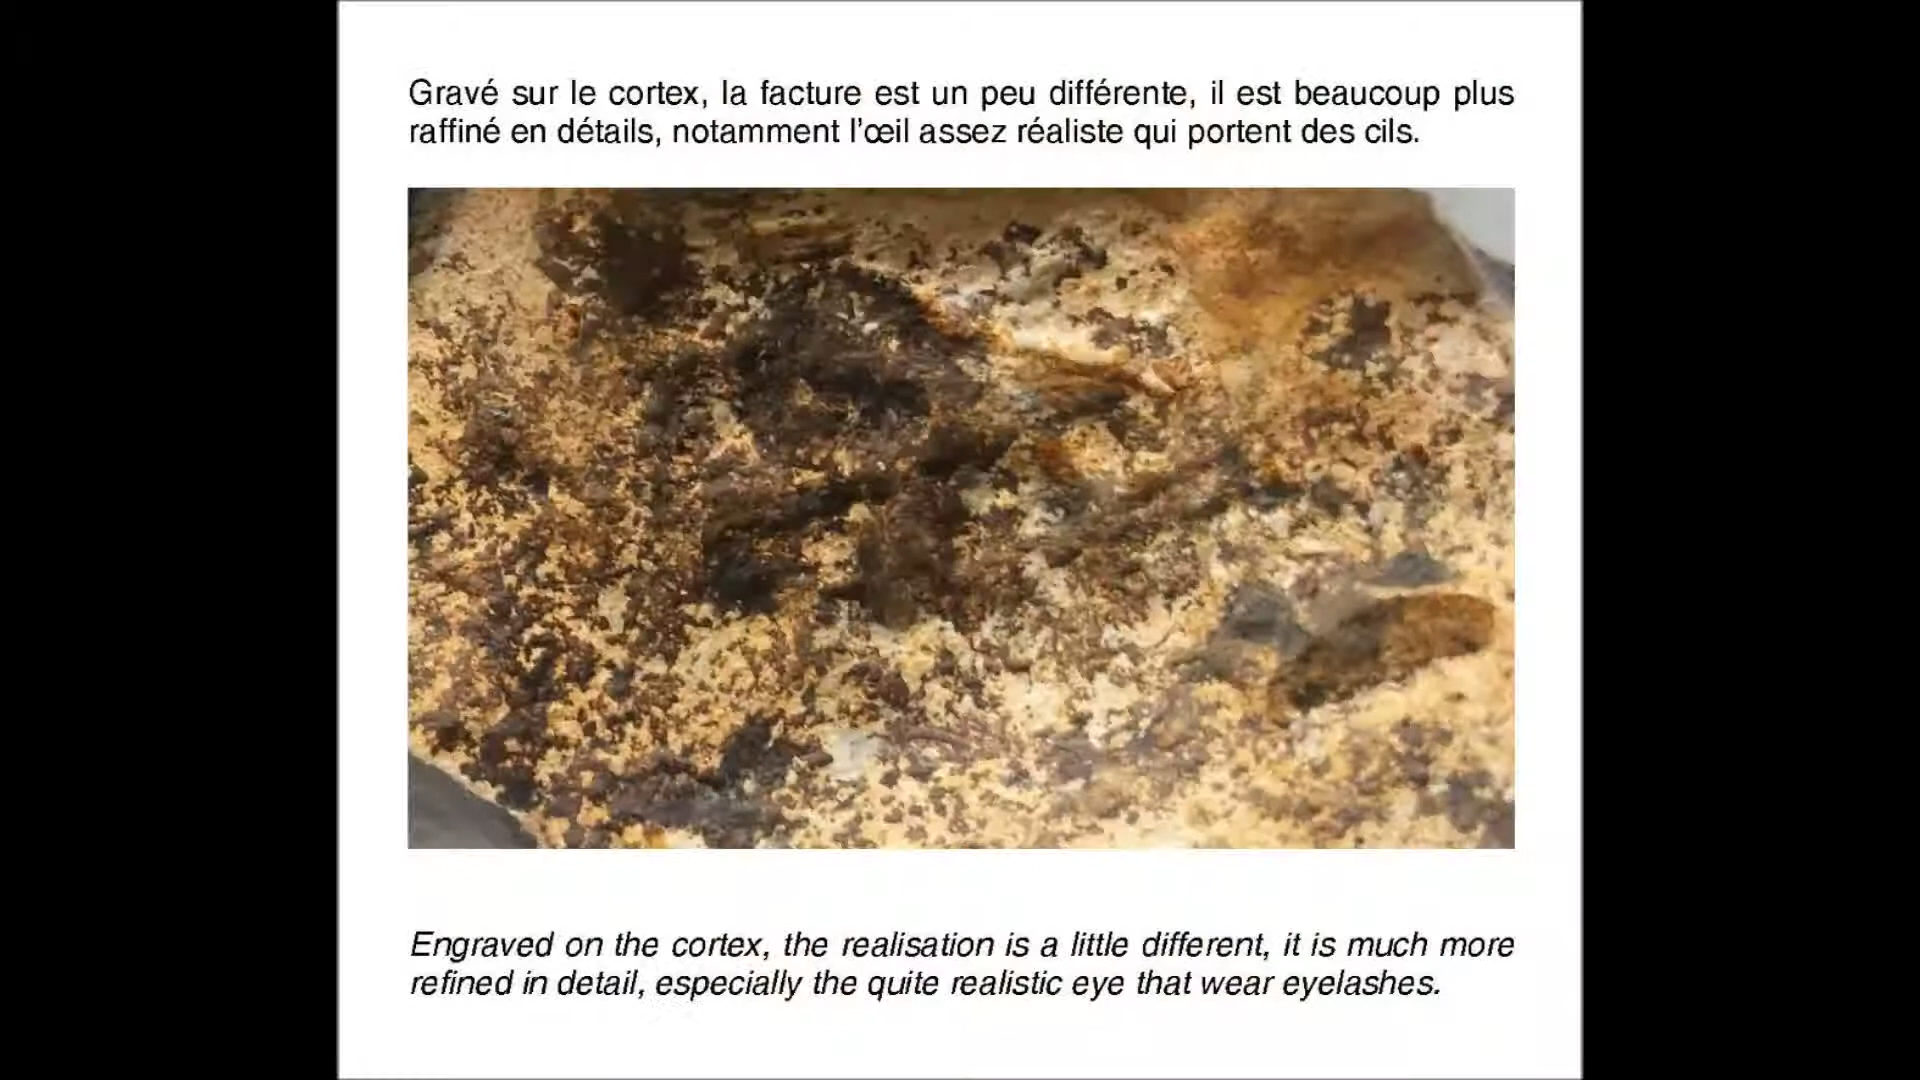 Gravé sur le cortex, la facture est un peu différente, il est beaucoup plus
raffiné en détails, notamment l'œil assez réaliste qui portent des cils.
Engraved on the cortex, the realisation is a little different, it is much more
refined in detail, especially the quite realistic eye that wear eyelashes.